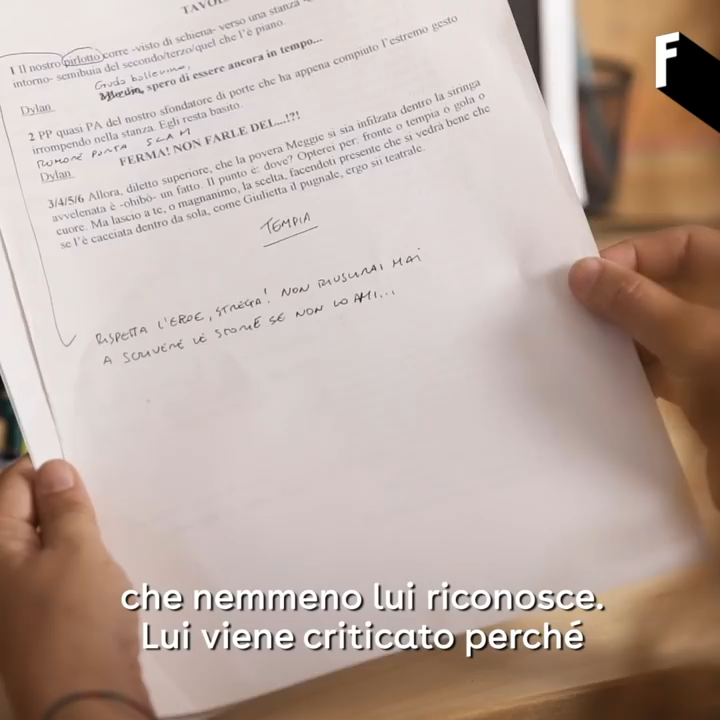 TAVOL
F
1 Il nostro pirlotto corre -visto di schiena- verso una stanza -
intorno- semibuia del secondo/terzo/quel che l'è piano.
Giuda ballerino,
spero di essere ancora in tempo...
Dylan
2 PP quasi PA del nostro sfondatore di porte che ha appena compiuto l'estremo gesto
irrompendo nella stanza. Egli resta basito.
RUMORE PORTA SLAM
FERMA! NON FARLE DEL....!?!
Dylan
3/4/5/6 Allora, diletto superiore, che la povera Meggie si sia infilzata dentro la siringa
avvelenata è -ohibò- un fatto. Il punto è: dove? Opterei per: fronte o tempia o gola o
cuore. Ma lascio a te, o magnanimo, la scelta, facendoti presente che si vedrà bene che
se l'è cacciata dentro da sola, come Giulietta il pugnale, ergo sii teatrale.
TEMPIA
RISPETTA L'EROE, STREGA! NON RIUSCIRAI MAI
A SCRIVERE LE STORIE SE NON LO AMI...
che nemmeno lui riconosce.
Lui viene criticato perché